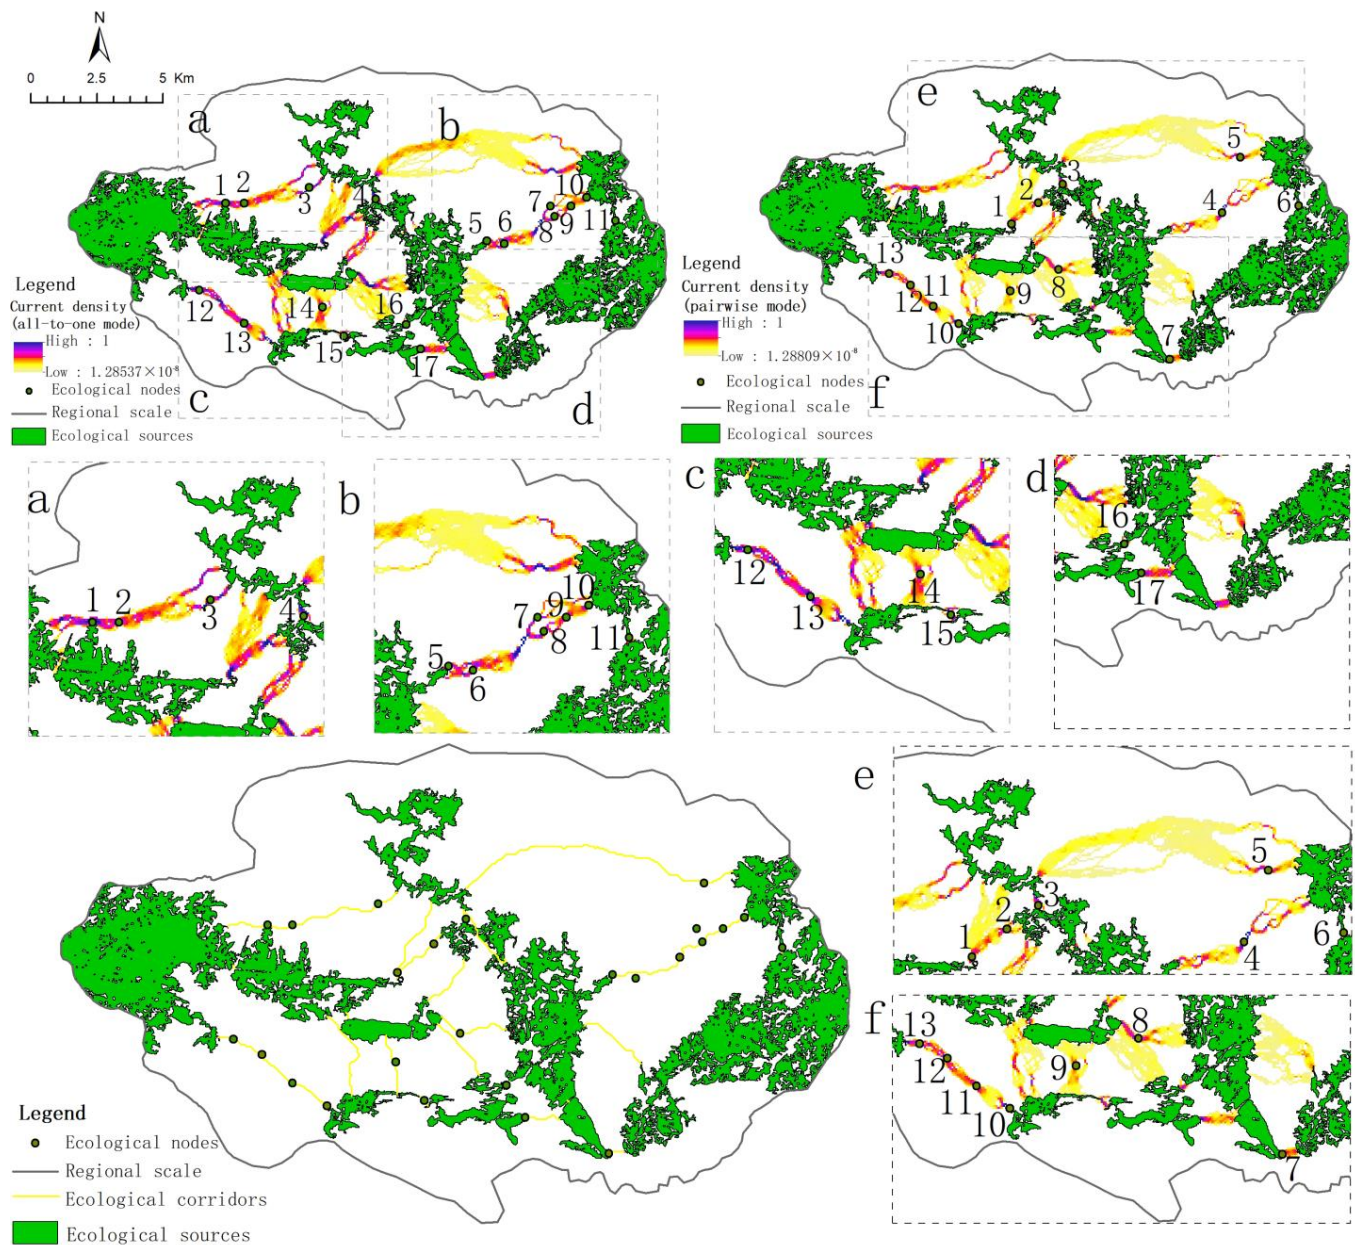 N
0 2.5 5 Km
a
b
1 2
3
4
5
6
7
8
9
10
11
12
13
14
15
16
17
c
d
Legend
Current density
(all-to-one mode)
High : 1
Low : 1.28537×10⁻⁸
Ecological nodes
Regional scale
Ecological sources
e
1
2
3
4
5
6
13
11
12
10
9
8
7
f
Legend
Current density
(pairwise mode)
High : 1
Low : 1.28809×10⁻⁸
Ecological nodes
Regional scale
Ecological sources
a
1 2
3
4
b
5
6
7
9
8
10
11
c
12
13
14
15
d
16
17
e
1
2
3
4
5
6
f
13
12
11
10
9
8
7
Legend
Ecological nodes
Regional scale
Ecological corridors
Ecological sources